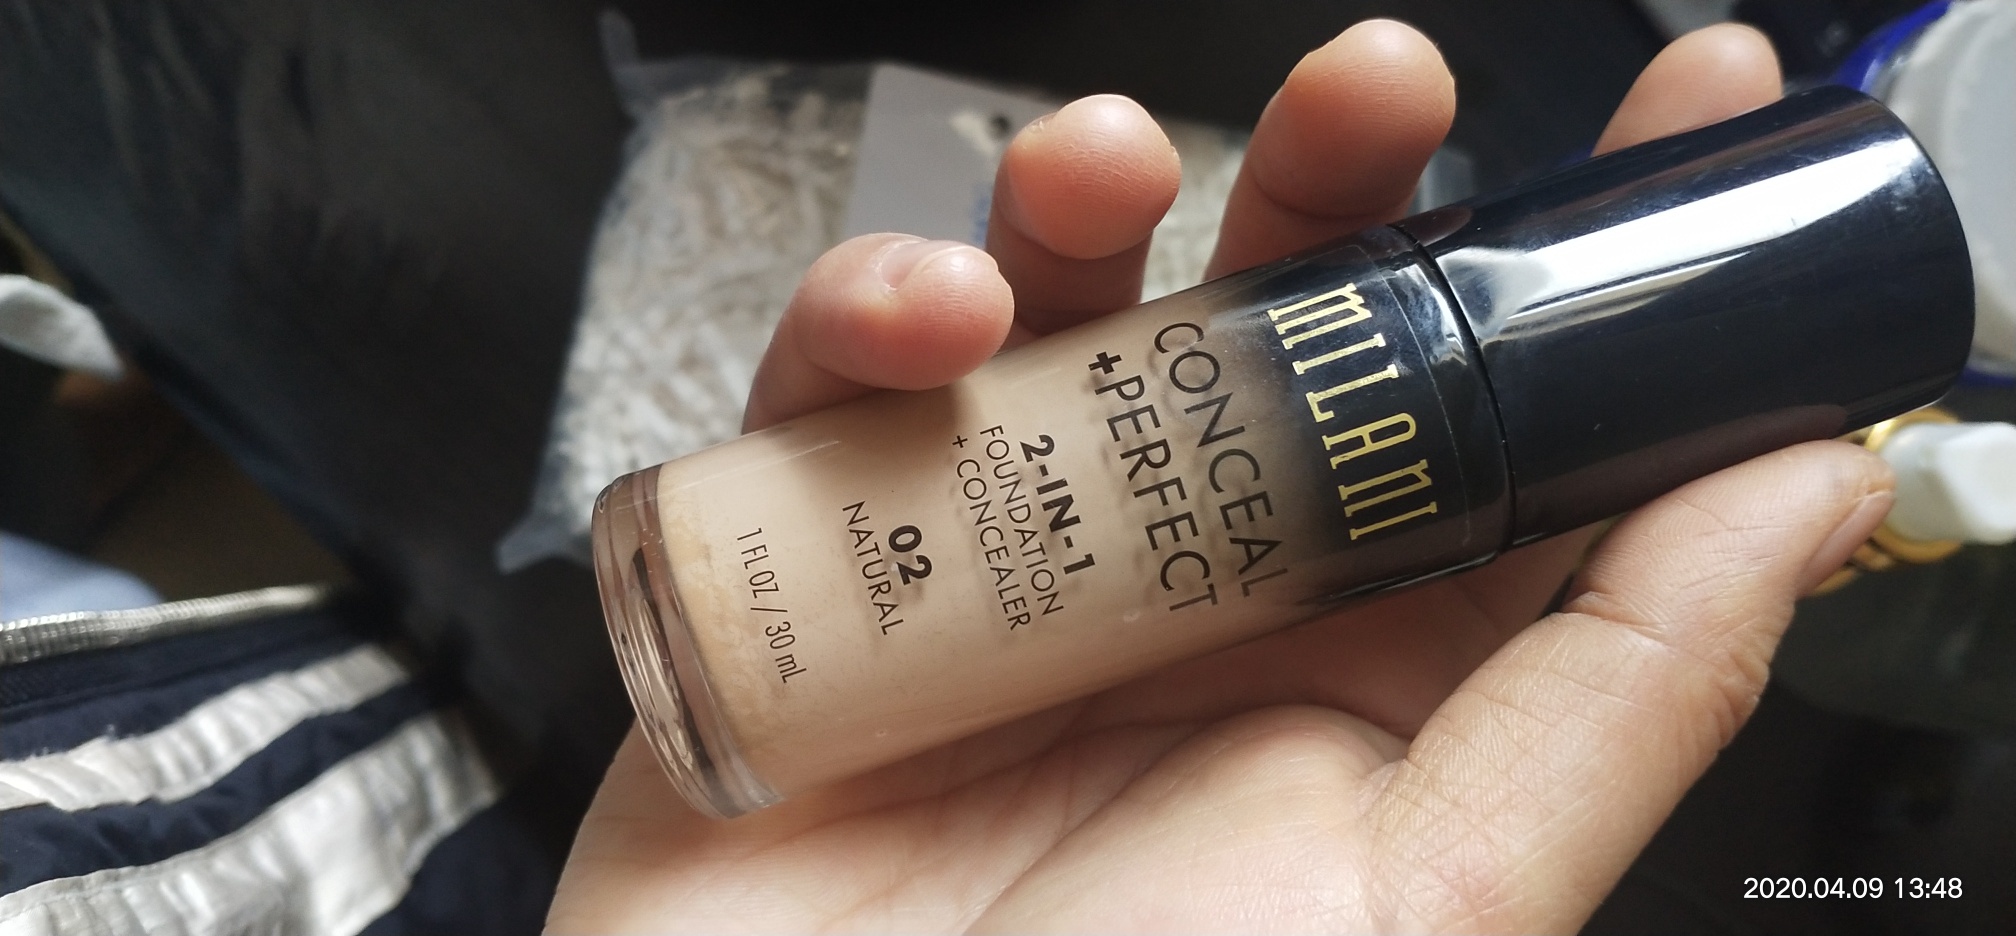 MILANI
CONCEAL
+PERFECT
2-IN-1
FOUNDATION
+ CONCEALER
02
NATURAL
1 FL OZ / 30 mL
2020.04.09 13:48